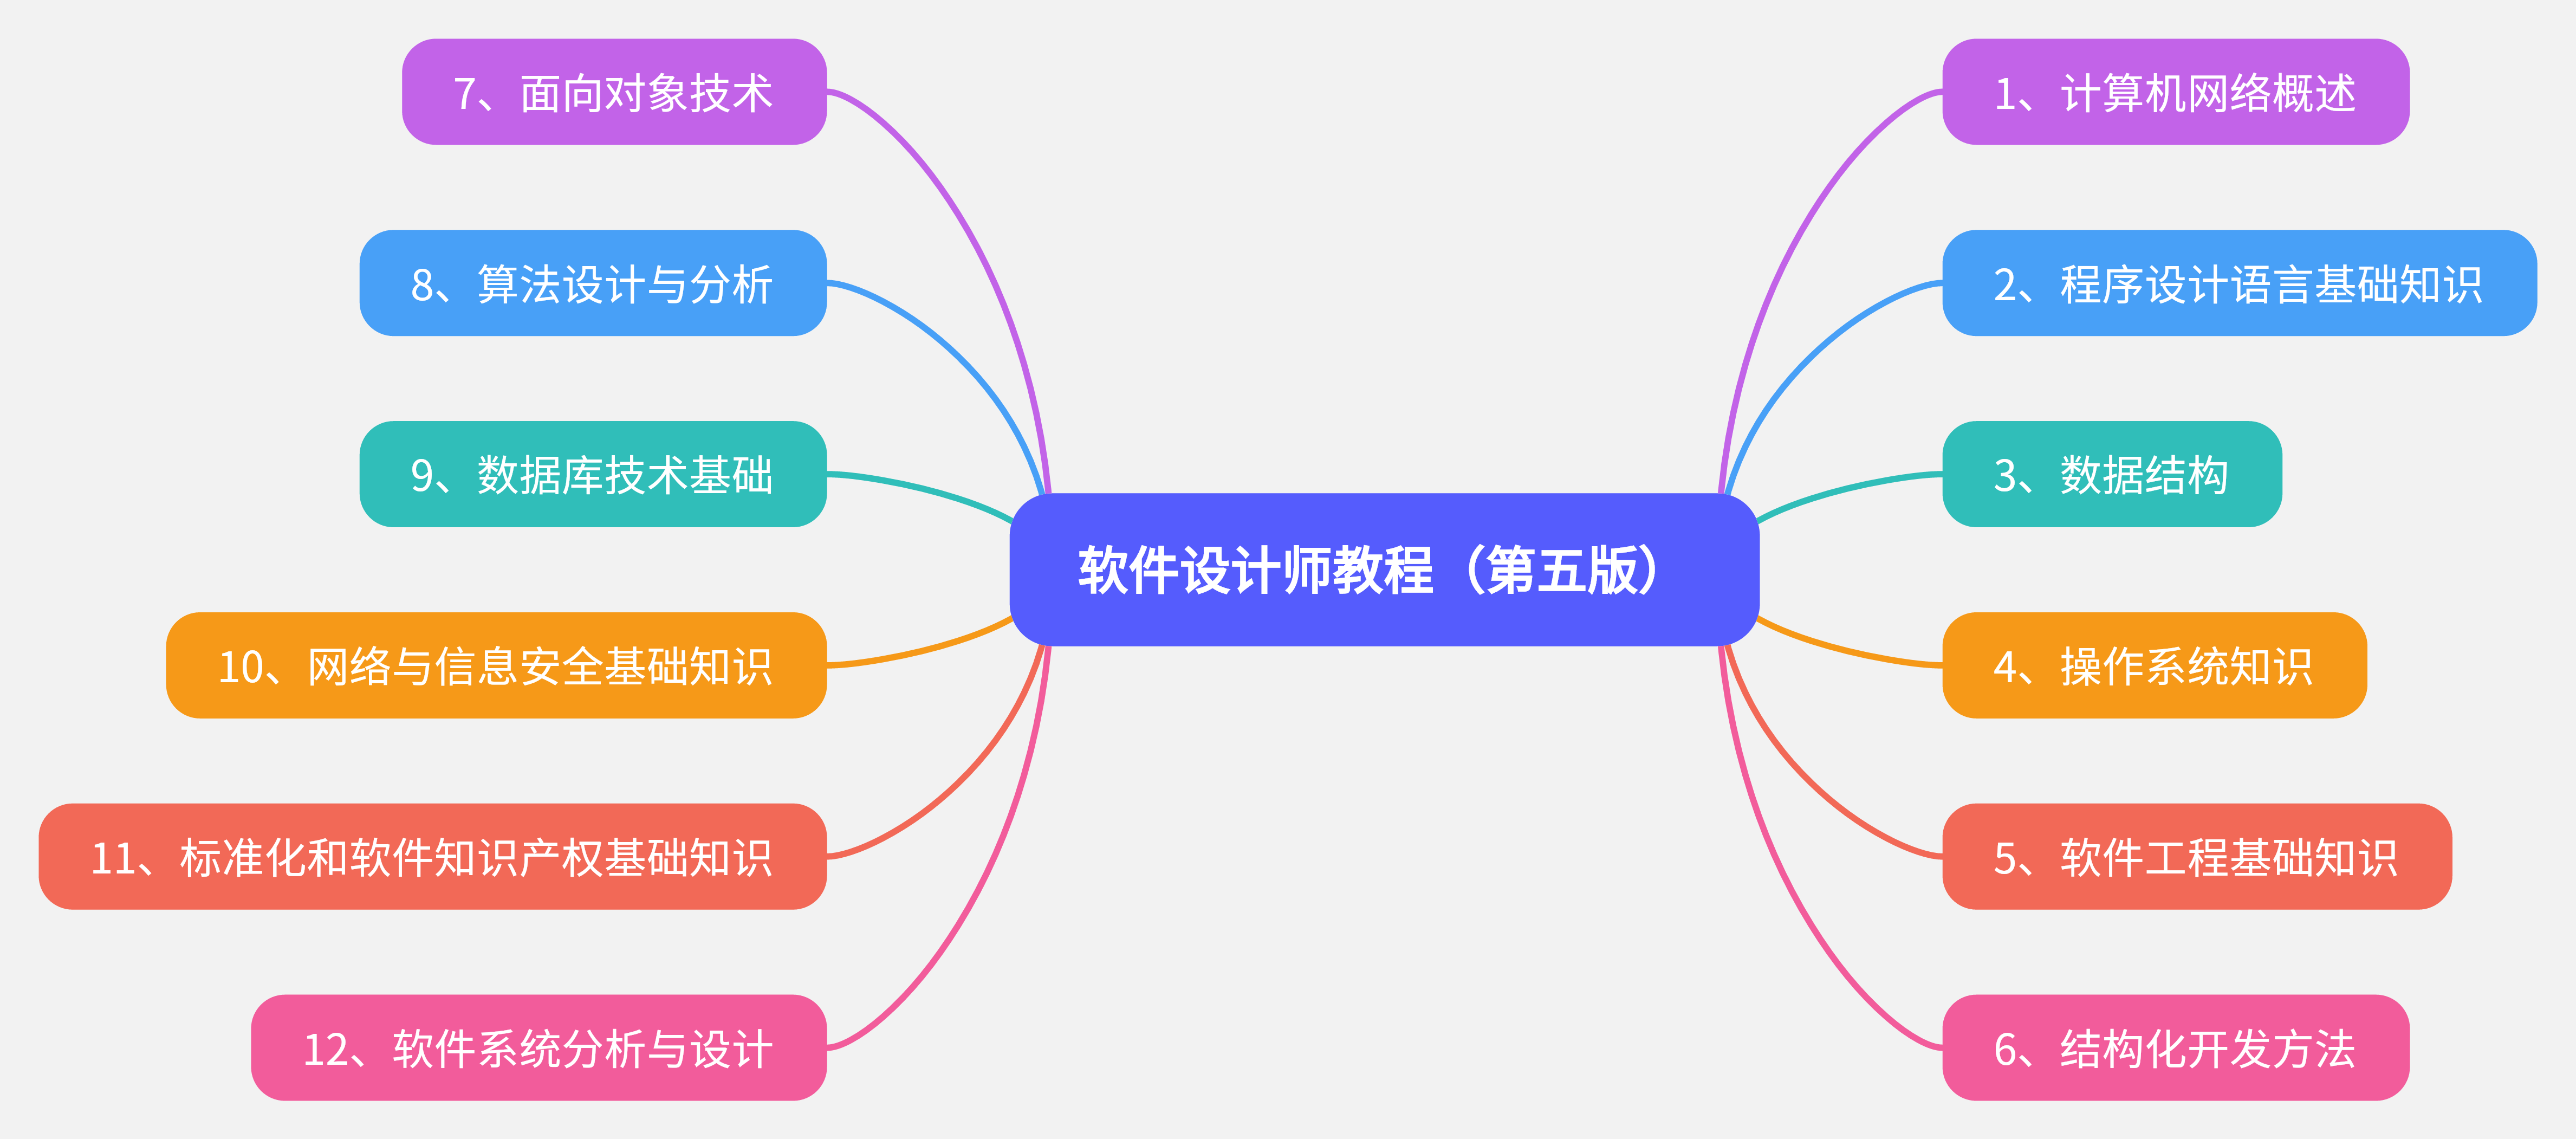 软件设计师教程（第五版）
1、计算机网络概述
2、程序设计语言基础知识
3、数据结构
4、操作系统知识
5、软件工程基础知识
6、结构化开发方法
7、面向对象技术
8、算法设计与分析
9、数据库技术基础
10、网络与信息安全基础知识
11、标准化和软件知识产权基础知识
12、软件系统分析与设计